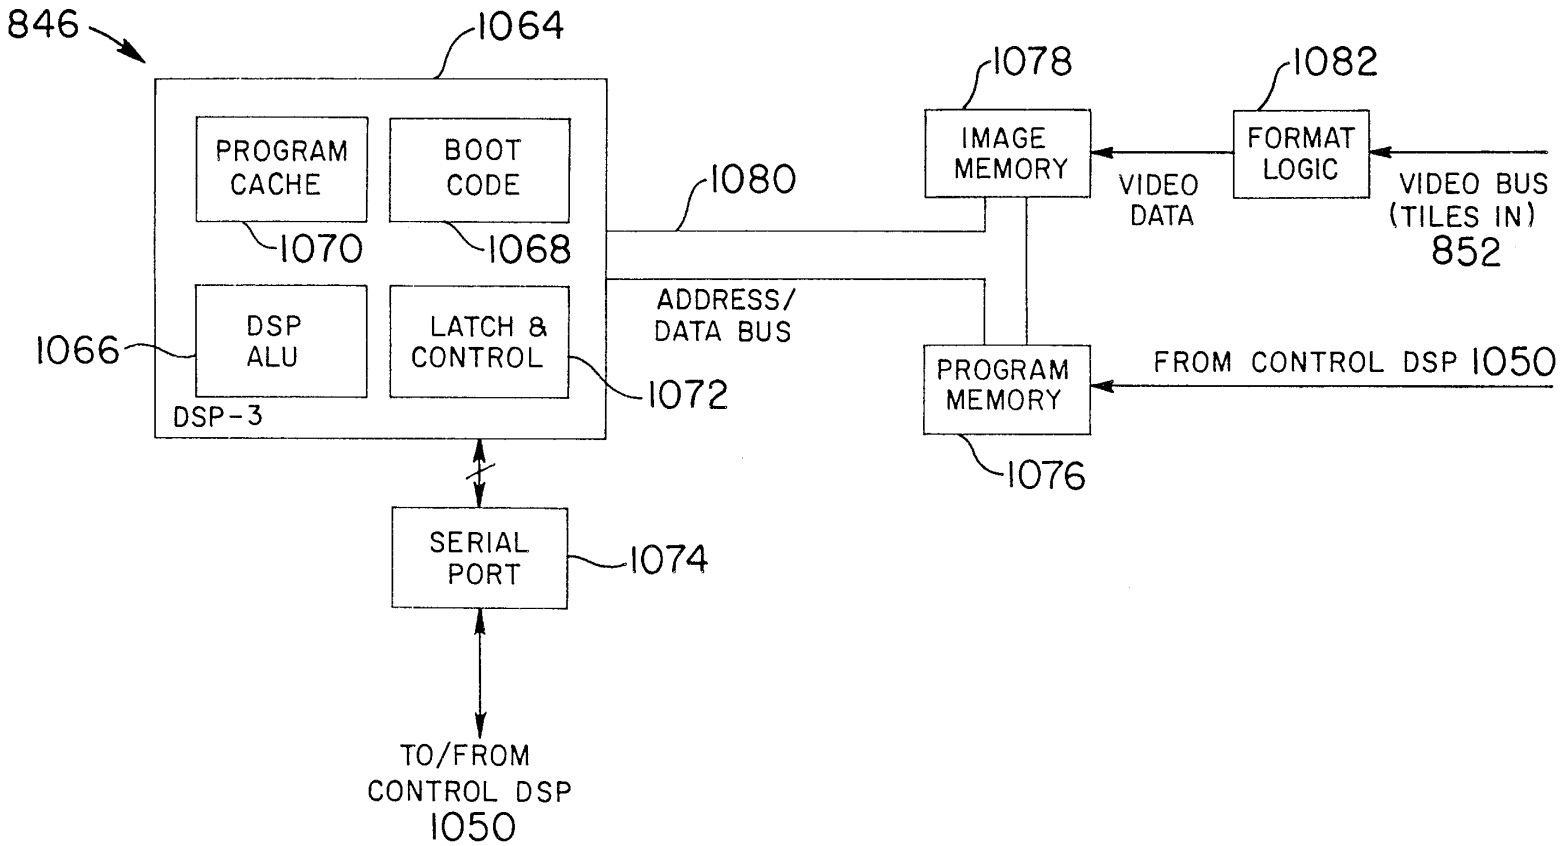 846
1064
1078
1082
PROGRAM
CACHE
BOOT
CODE
IMAGE
MEMORY
FORMAT
LOGIC
1080
VIDEO
DATA
VIDEO BUS
(TILES IN)
852
1070
1068
ADDRESS/
DATA BUS
DSP
ALU
LATCH &
CONTROL
1066
1072
DSP-3
PROGRAM
MEMORY
FROM CONTROL DSP 1050
1076
SERIAL
PORT
1074
TO/FROM
CONTROL DSP
1050